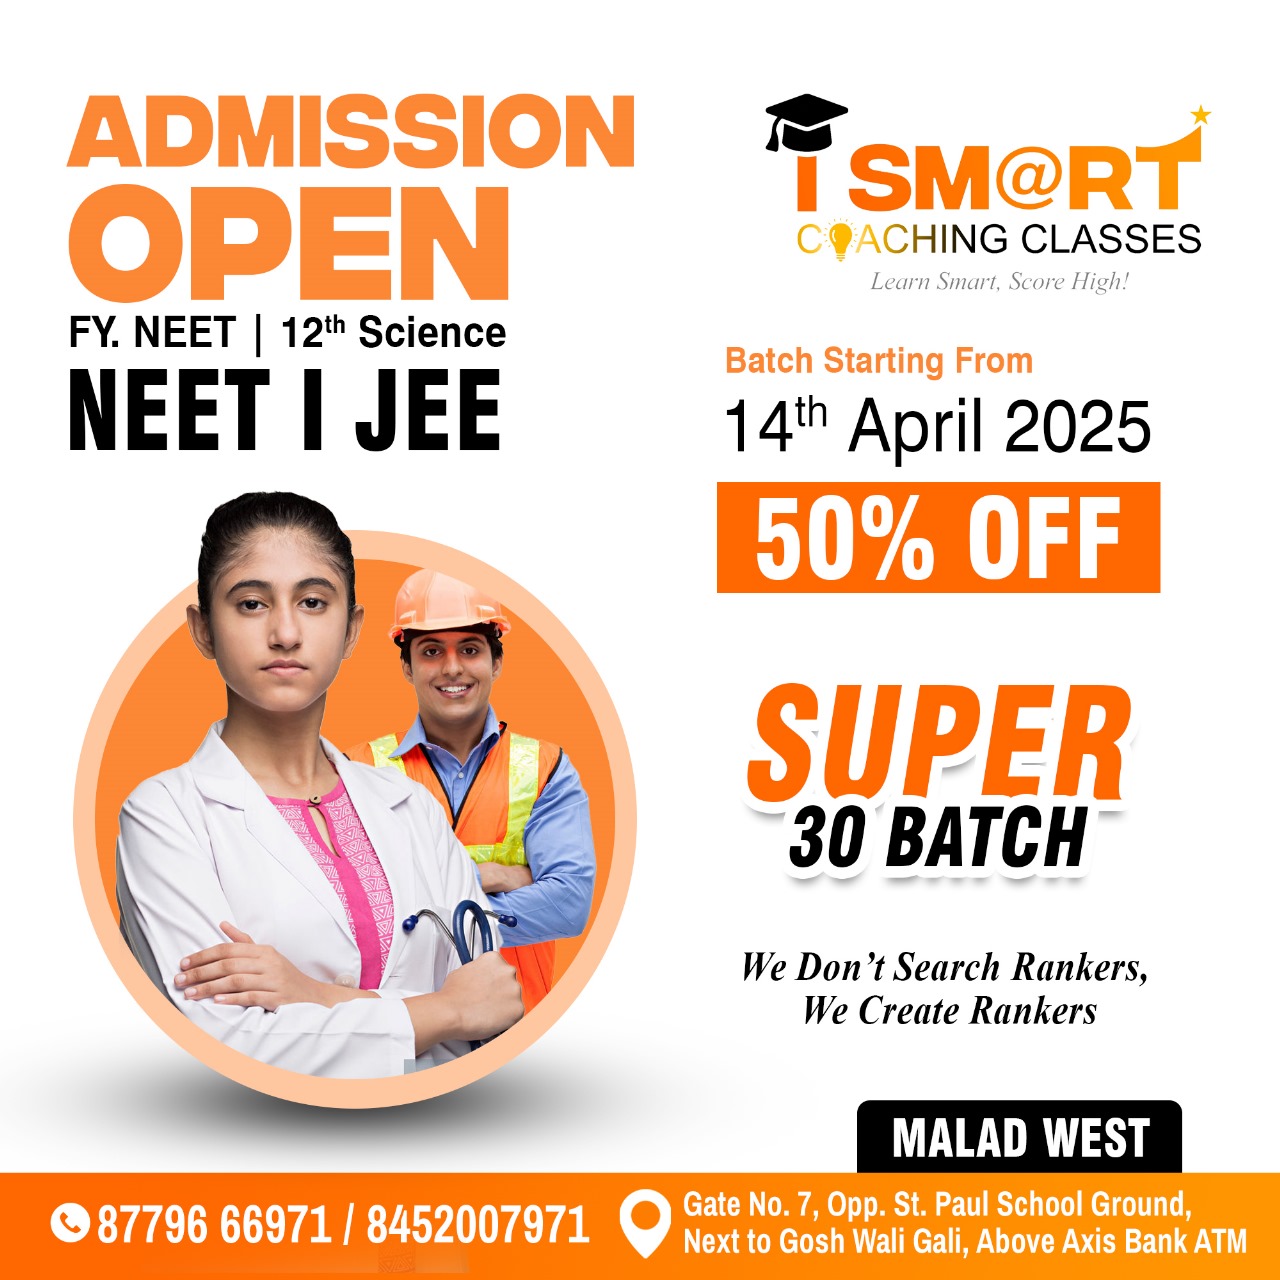 ADMISSION
OPEN
FY. NEET | 12th Science
NEET I JEE
I SM@RT
COACHING CLASSES
Learn Smart, Score High!
Batch Starting From
14th April 2025
50% OFF
SUPER
30 BATCH
We Don't Search Rankers,
We Create Rankers
MALAD WEST
87796 66971 / 8452007971
Gate No. 7, Opp. St. Paul School Ground,
Next to Gosh Wali Gali, Above Axis Bank ATM